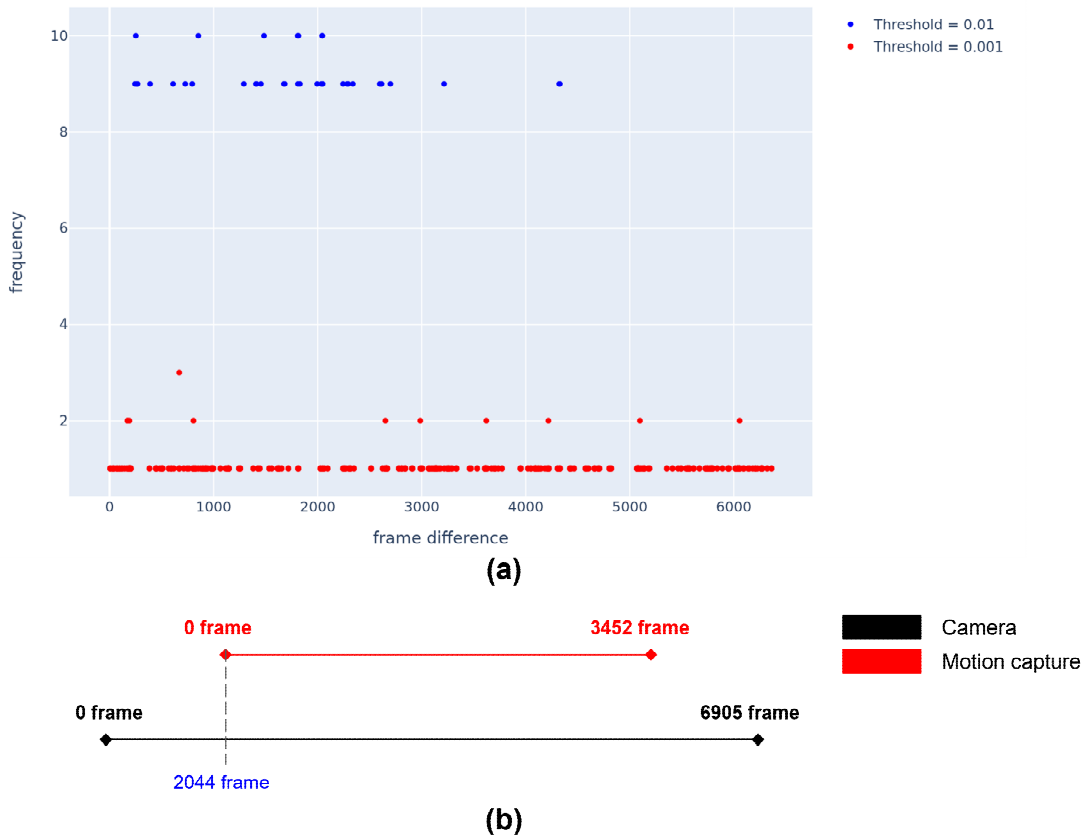 Threshold = 0.01
Threshold = 0.001
10
8
6
4
2
frequency
0 1000 2000 3000 4000 5000 6000
frame difference
(a)
0 frame 3452 frame
Camera
Motion capture
0 frame 6905 frame
2044 frame
(b)